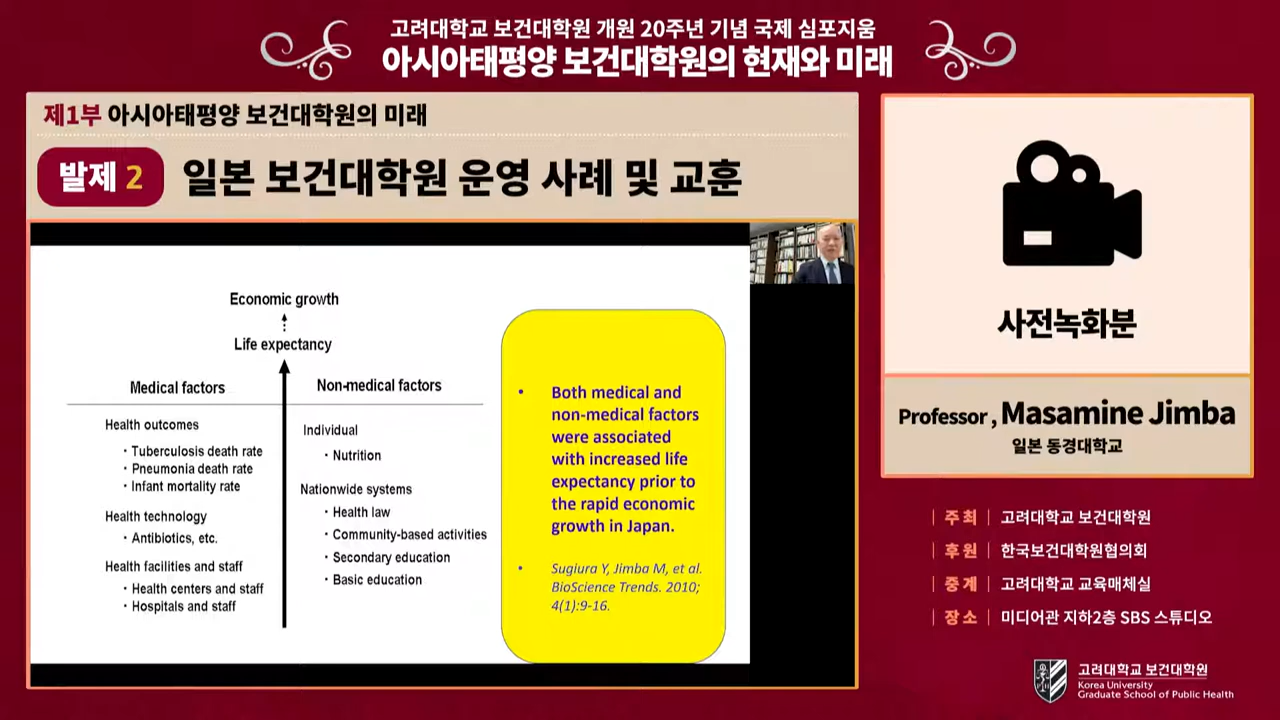 고려대학교 보건대학원 개원 20주년 기념 국제 심포지움
아시아태평양 보건대학원의 현재와 미래
제1부 아시아태평양 보건대학원의 미래
발제 2 일본 보건대학원 운영 사례 및 교훈
Economic growth
Life expectancy
Medical factors
Non-medical factors
Health outcomes
・Tuberculosis death rate
・Pneumonia death rate
・Infant mortality rate
Health technology
・Antibiotics, etc.
Health facilities and staff
・Health centers and staff
・Hospitals and staff
Individual
・Nutrition
Nationwide systems
・Health law
・Community-based activities
・Secondary education
・Basic education
• Both medical and
non-medical factors
were associated
with increased life
expectancy prior to
the rapid economic
growth in Japan.
• Sugiura Y, Jimba M, et al.
BioScience Trends. 2010;
4(1):9-16.
사전녹화분
Professor, Masamine Jimba
일본 동경대학교
| 주 최 | 고려대학교 보건대학원
| 후 원 | 한국보건대학원협의회
| 중 계 | 고려대학교 교육매체실
| 장 소 | 미디어관 지하2층 SBS 스튜디오
고려대학교 보건대학원
Korea University
Graduate School of Public Health